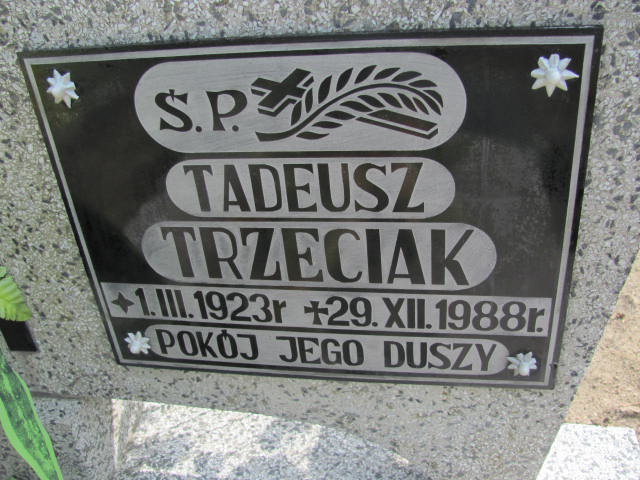 Ś.P.
TADEUSZ
TRZECIAK
1.III.1923r 29.XII.1988r.
POKÓJ JEGO DUSZY